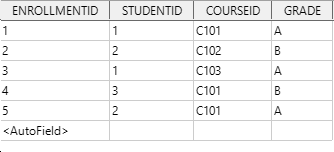 ENROLLMENTID STUDENTID COURSEID GRADE
1 1 C101 A
2 2 C102 B
3 1 C103 A
4 3 C101 B
5 2 C101 A
<AutoField>